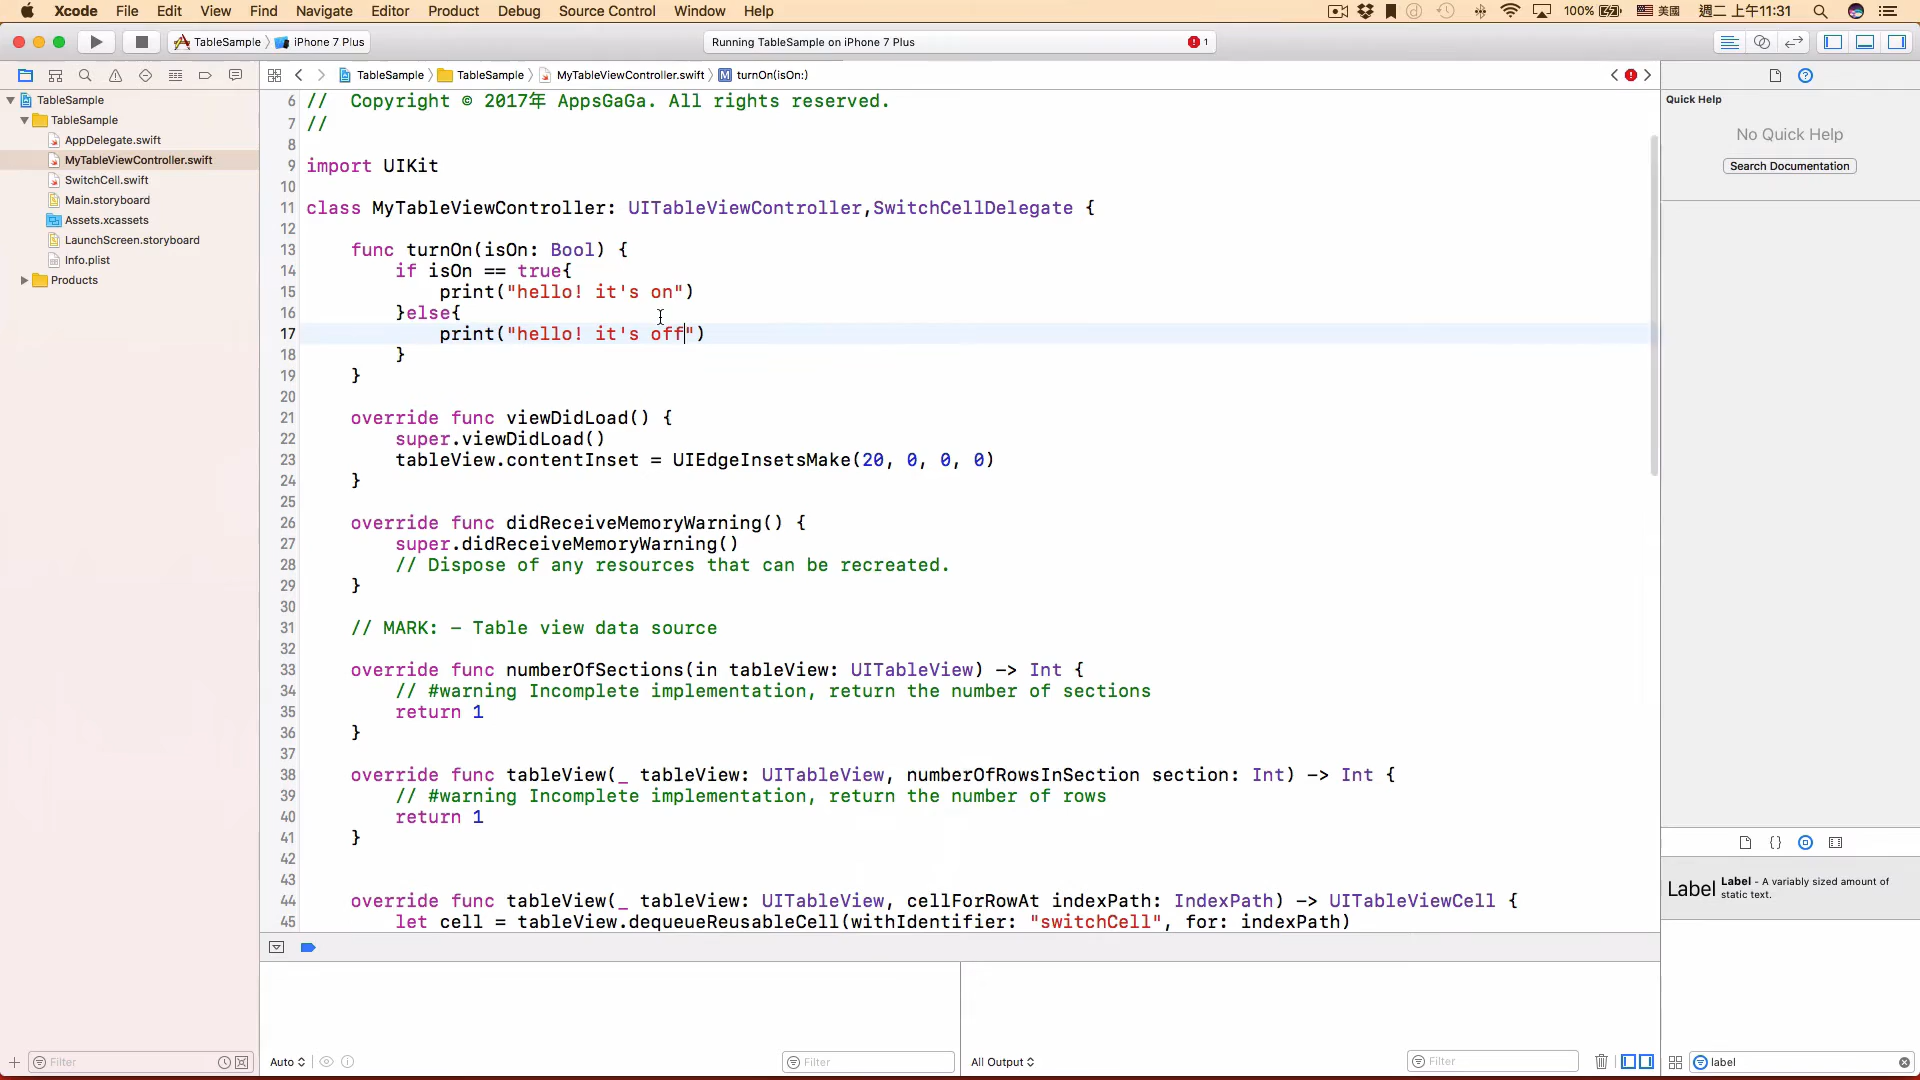 Xcode File Edit View Find Navigate Editor Product Debug Source Control Window Help 100% 美國 週二 上午11:31
TableSample iPhone 7 Plus Running TableSample on iPhone 7 Plus 1
TableSample TableSample MyTableViewController.swift M turnOn(isOn:)
TableSample
TableSample
AppDelegate.swift
MyTableViewController.swift
SwitchCell.swift
Main.storyboard
Assets.xcassets
LaunchScreen.storyboard
Info.plist
Products
Filter
6 // Copyright © 2017年 AppsGaGa. All rights reserved.
7 //
8
9 import UIKit
10
11 class MyTableViewController: UITableViewController,SwitchCellDelegate {
12
13 func turnOn(isOn: Bool) {
14 if isOn == true{
15 print("hello! it's on")
16 }else{
17 print("hello! it's off")
18 }
19 }
20
21 override func viewDidLoad() {
22 super.viewDidLoad()
23 tableView.contentInset = UIEdgeInsetsMake(20, 0, 0, 0)
24 }
25
26 override func didReceiveMemoryWarning() {
27 super.didReceiveMemoryWarning()
28 // Dispose of any resources that can be recreated.
29 }
30
31 // MARK: - Table view data source
32
33 override func numberOfSections(in tableView: UITableView) -> Int {
34 // #warning Incomplete implementation, return the number of sections
35 return 1
36 }
37
38 override func tableView(_ tableView: UITableView, numberOfRowsInSection section: Int) -> Int {
39 // #warning Incomplete implementation, return the number of rows
40 return 1
41 }
42
43
44 override func tableView(_ tableView: UITableView, cellForRowAt indexPath: IndexPath) -> UITableViewCell {
45 let cell = tableView.dequeueReusableCell(withIdentifier: "switchCell", for: indexPath)
Auto Filter All Output Filter
Quick Help
No Quick Help
Search Documentation
Label Label - A variably sized amount of
static text.
label